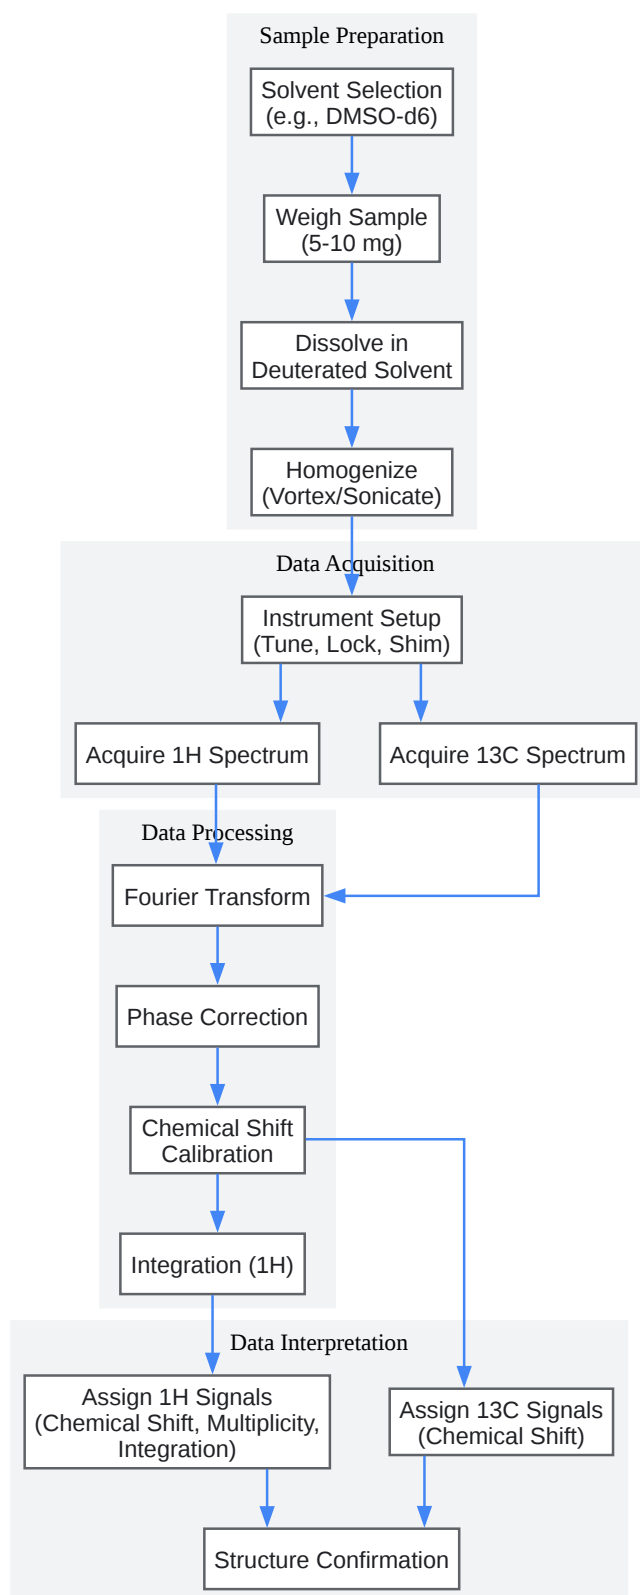 Sample Preparation
Solvent Selection
(e.g., DMSO-d6)
Weigh Sample
(5-10 mg)
Dissolve in
Deuterated Solvent
Homogenize
(Vortex/Sonicate)
Data Acquisition
Instrument Setup
(Tune, Lock, Shim)
Acquire 1H Spectrum
Acquire 13C Spectrum
Data Processing
Fourier Transform
Phase Correction
Chemical Shift
Calibration
Integration (1H)
Data Interpretation
Assign 1H Signals
(Chemical Shift, Multiplicity,
Integration)
Assign 13C Signals
(Chemical Shift)
Structure Confirmation